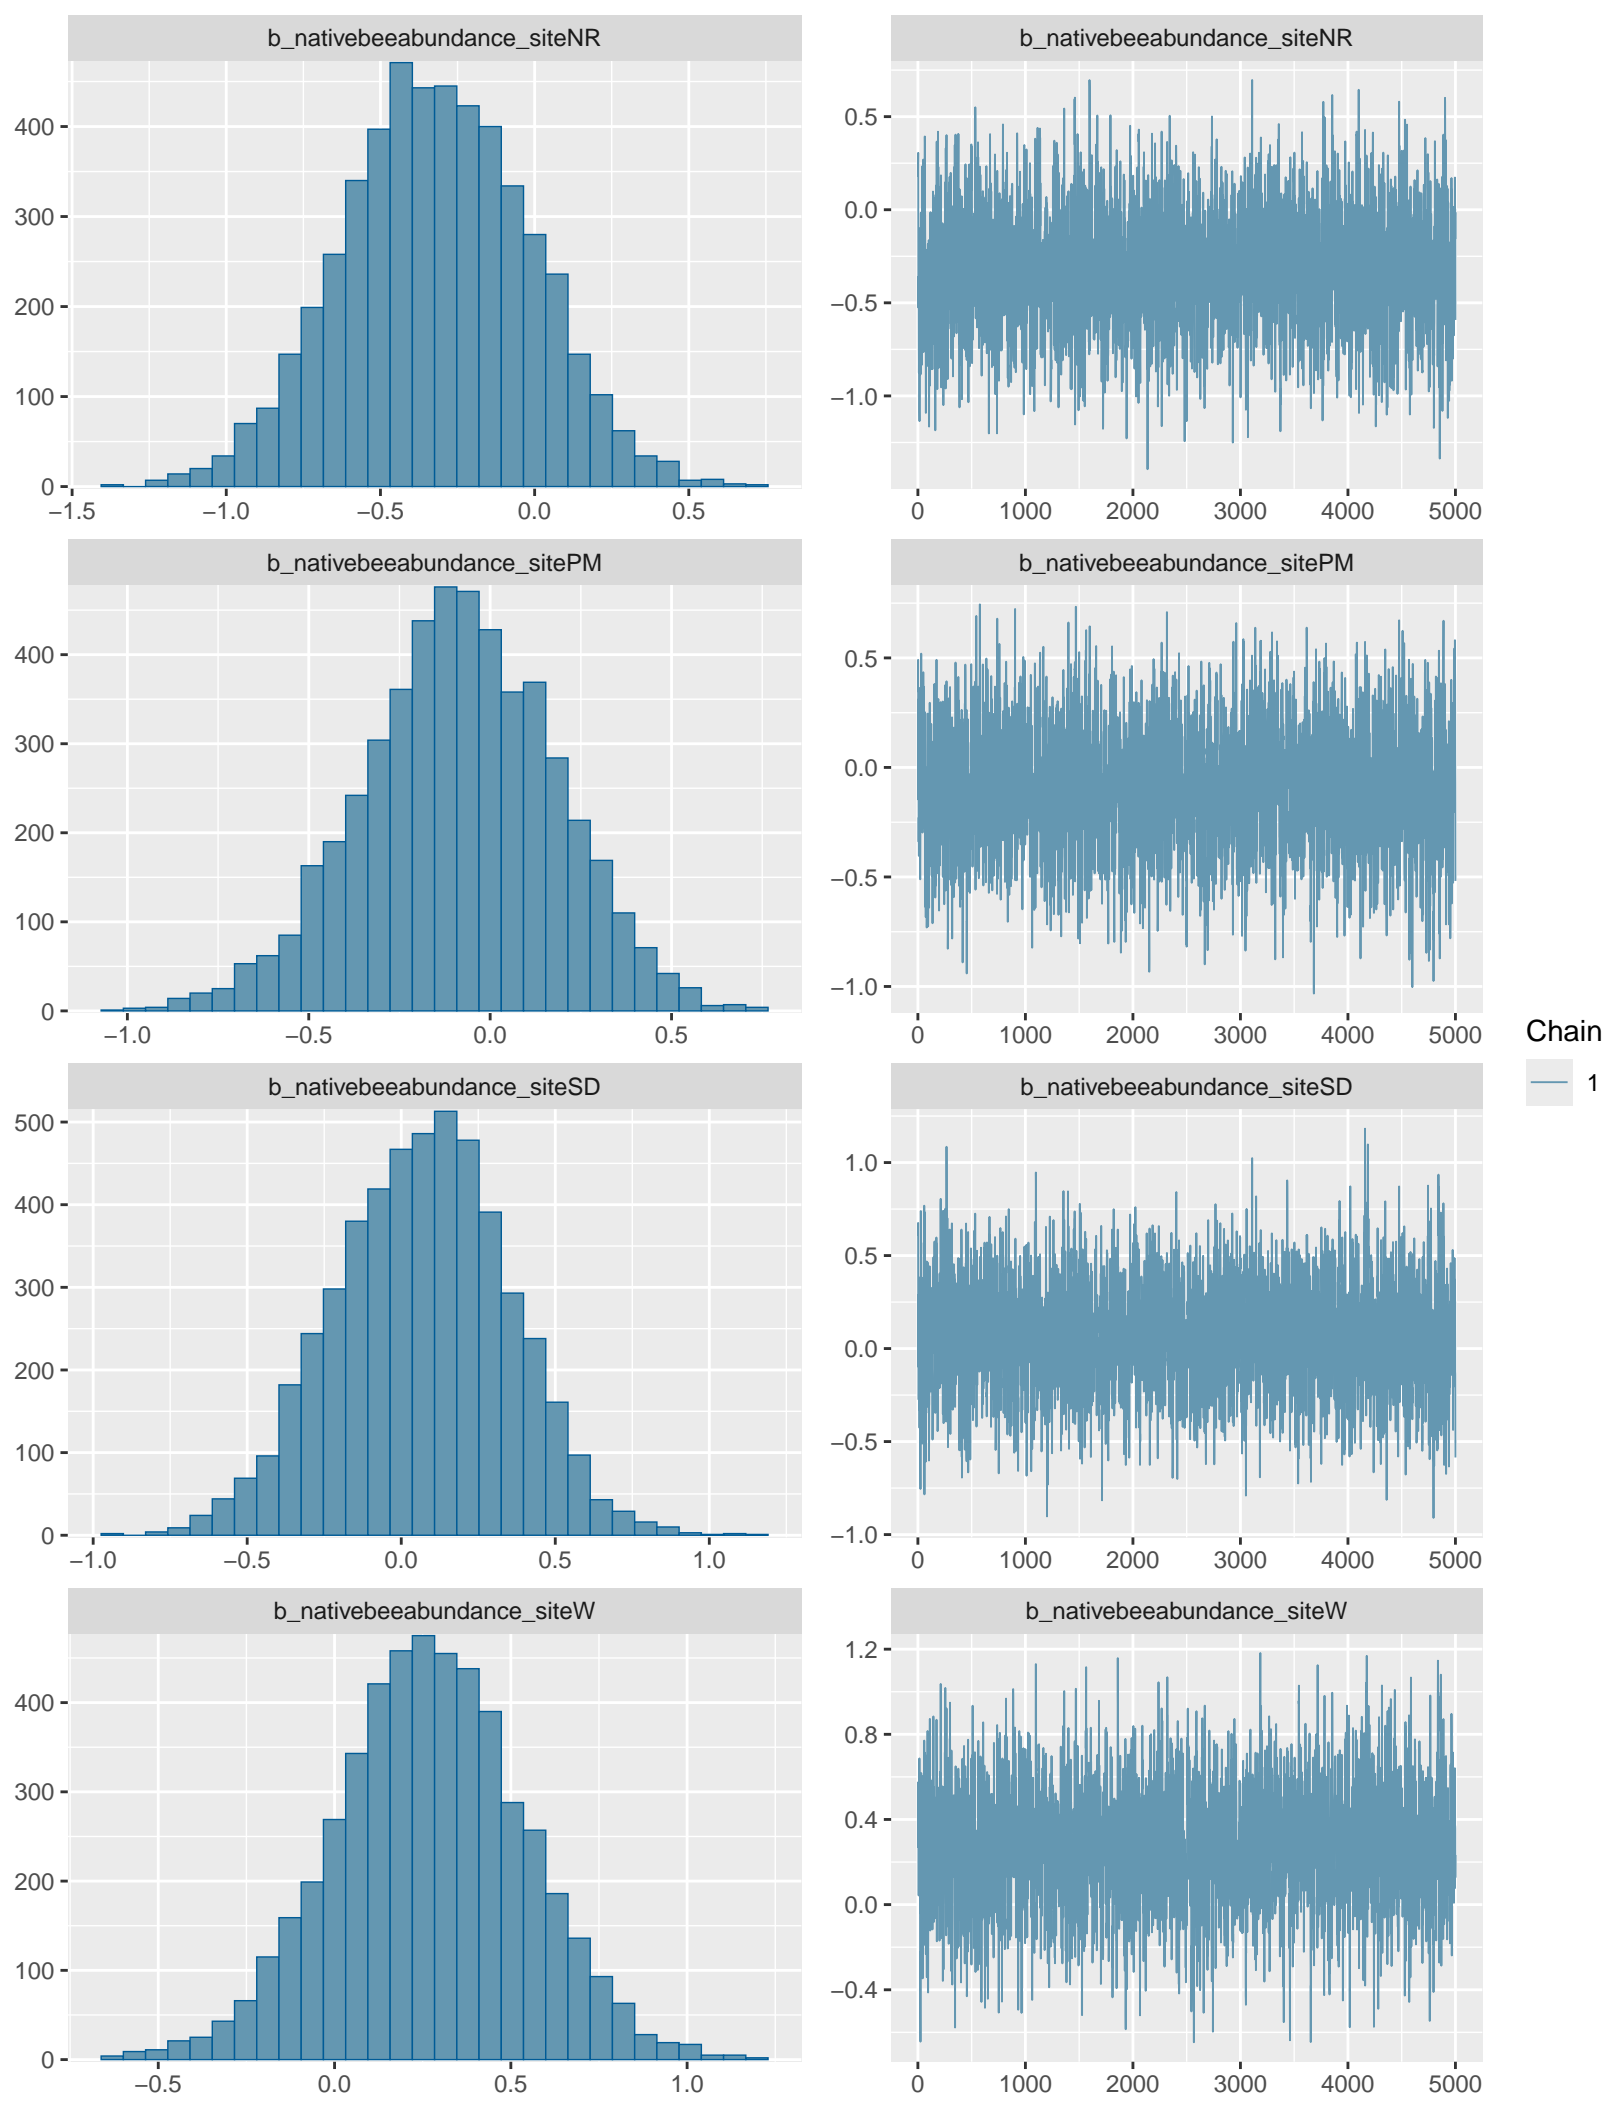 b_nativebeeabundance_siteNR
b_nativebeeabundance_siteNR
400
300
200
100
0
−1.5 −1.0 −0.5 0.0 0.5
0.5
0.0
−0.5
−1.0
0 1000 2000 3000 4000 5000
b_nativebeeabundance_sitePM
b_nativebeeabundance_sitePM
400
300
200
100
0
−1.0 −0.5 0.0 0.5
0.5
0.0
−0.5
−1.0
0 1000 2000 3000 4000 5000
Chain
1
b_nativebeeabundance_siteSD
b_nativebeeabundance_siteSD
500
400
300
200
100
0
−1.0 −0.5 0.0 0.5 1.0
1.0
0.5
0.0
−0.5
−1.0
0 1000 2000 3000 4000 5000
b_nativebeeabundance_siteW
b_nativebeeabundance_siteW
400
300
200
100
0
−0.5 0.0 0.5 1.0
1.2
0.8
0.4
0.0
−0.4
0 1000 2000 3000 4000 5000